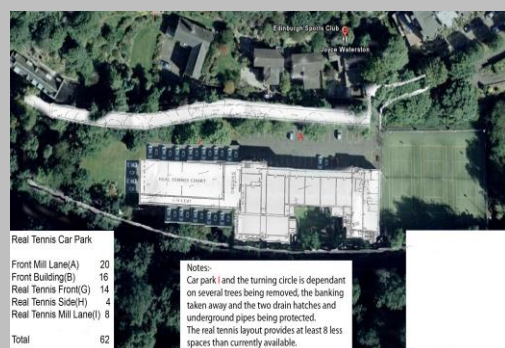 Edinburgh Sports Club
Joyce Waterston
REAL TENNIS COURT
Real Tennis Car Park
Front Mill Lane(A) 20
Front Building(B) 16
Real Tennis Front(G) 14
Real Tennis Side(H) 4
Real Tennis Mill Lane(I) 8
Total 62
Notes:-
Car park I and the turning circle is dependant
on several trees being removed, the banking
taken away and the two drain hatches and
underground pipes being protected.
The real tennis layout provides at least 8 less
spaces than currently available.